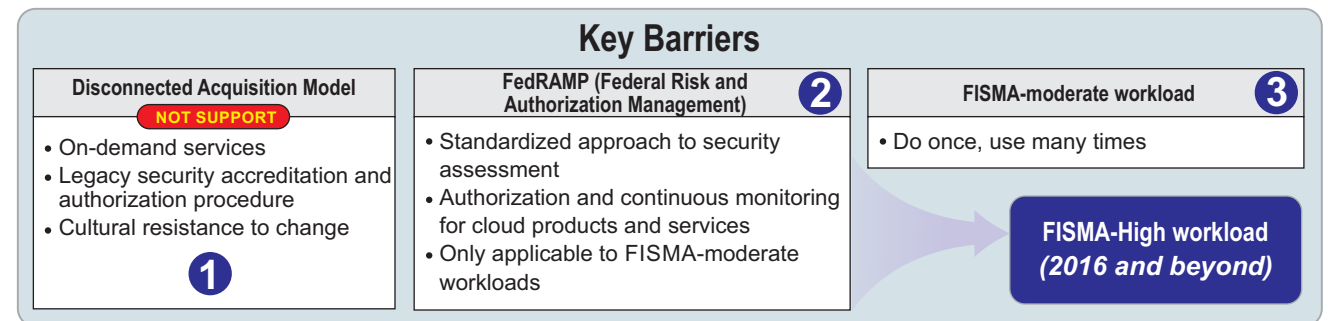 Key Barriers
Disconnected Acquisition Model
NOT SUPPORT
• On-demand services
• Legacy security accreditation and
authorization procedure
• Cultural resistance to change
1
FedRAMP (Federal Risk and
Authorization Management)
2
• Standardized approach to security
assessment
• Authorization and continuous monitoring
for cloud products and services
• Only applicable to FISMA-moderate
workloads
FISMA-moderate workload
3
• Do once, use many times
FISMA-High workload
(2016 and beyond)